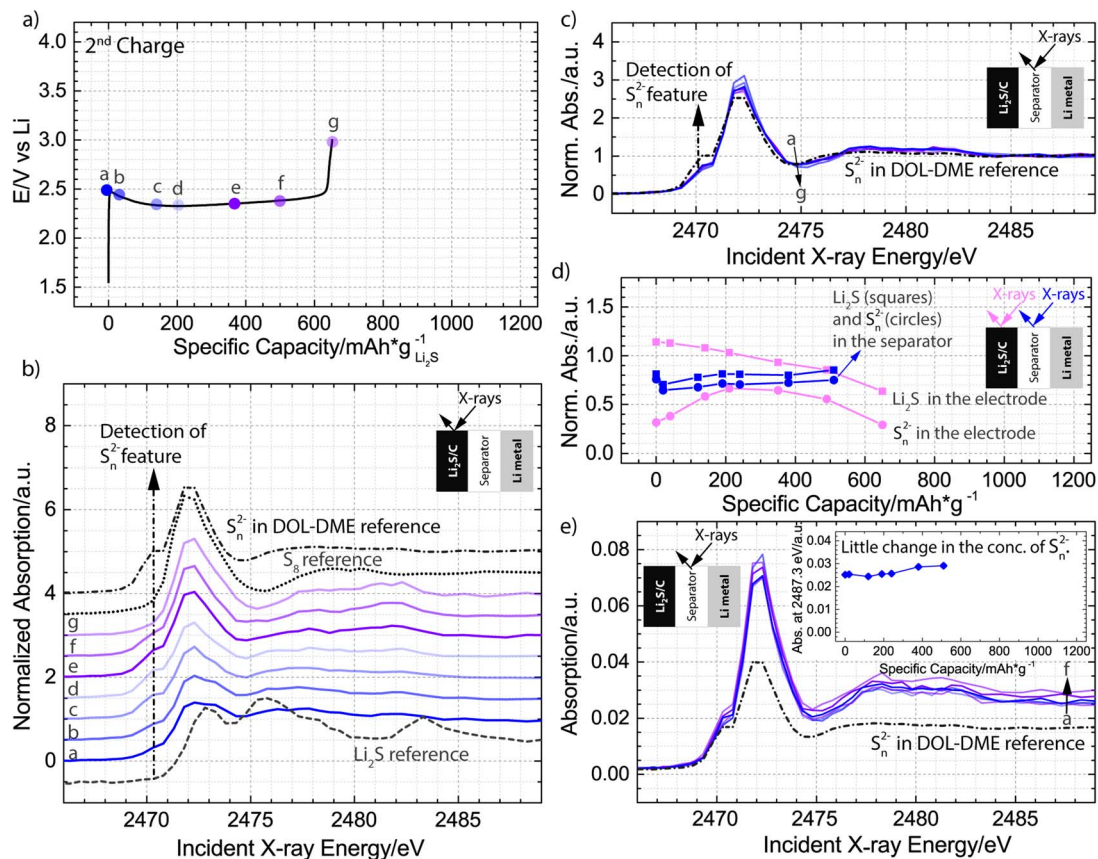 a)
2nd Charge
E/V vs Li
4.0
3.5
3.0
2.5
2.0
1.5
a
b
c
d
e
f
g
0 200 400 600 800 1000 1200
Specific Capacity/mAh*g-1Li2S
b)
X-rays
Li2S/C
Separator
Li metal
Detection of
Sn2- feature
Sn2- in DOL-DME reference
S8 reference
g
f
e
d
c
b
a
Li2S reference
Normalized Absorption/a.u.
8
6
4
2
0
2470 2475 2480 2485
Incident X-ray Energy/eV
c)
X-rays
Li2S/C
Separator
Li metal
Detection of
Sn2- feature
a
g
Sn2- in DOL-DME reference
Norm. Abs./a.u.
4
3
2
1
0
2470 2475 2480 2485
Incident X-ray Energy/eV
d)
Li2S (squares)
and Sn2- (circles)
in the separator
X-rays X-rays
Li2S/C
Separator
Li metal
Li2S in the electrode
Sn2- in the electrode
Norm. Abs./a.u
1.5
1.0
0.5
0.0
0 200 400 600 800 1000 1200
Specific Capacity/mAh*g-1
e)
X-rays
Li2S/C
Separator
Li metal
Abs. at 2487.3 eV/a.u
0.04
0.03
0.02
0.01
0.00
Little change in the conc. of Sn2-
0 200 400 600 800 1000 1200
Specific Capacity/mAh*g-1
f
a
Sn2- in DOL-DME reference
Absorption/a.u.
0.08
0.06
0.04
0.02
0.00
2470 2475 2480 2485
Incident X-ray Energy/eV